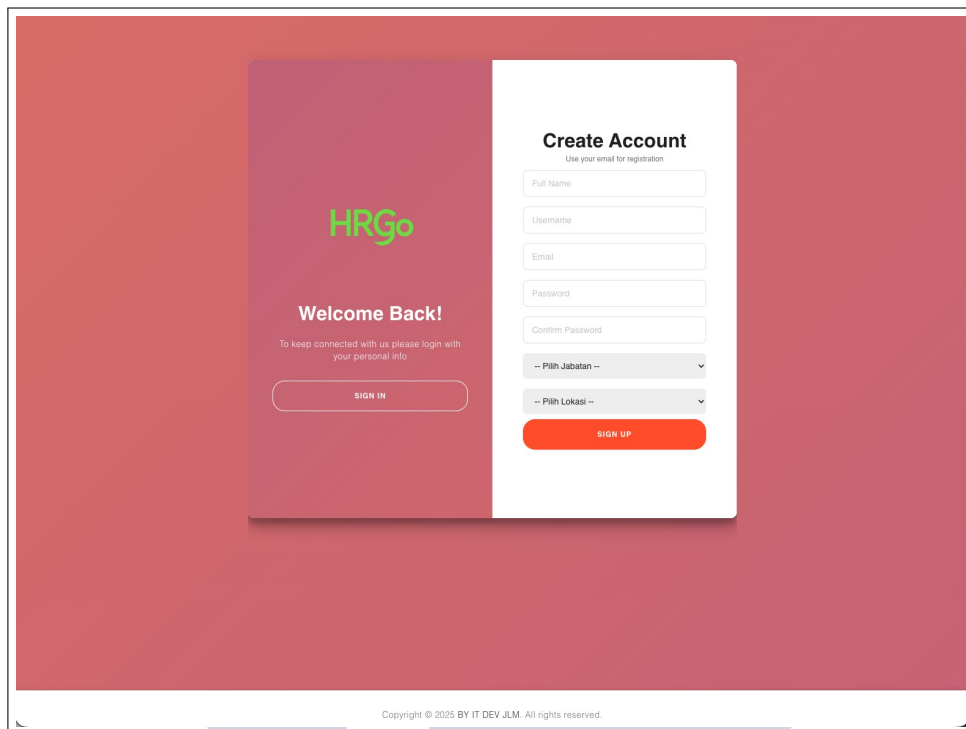 HRGo
Welcome Back!
To keep connected with us please login with
your personal info
SIGN IN
Create Account
Use your email for registration
Full Name
Username
Email
Password
Confirm Password
-- Pilih Jabatan --
-- Pilih Lokasi --
SIGN UP
Copyright © 2025 BY IT DEV JLM. All rights reserved.